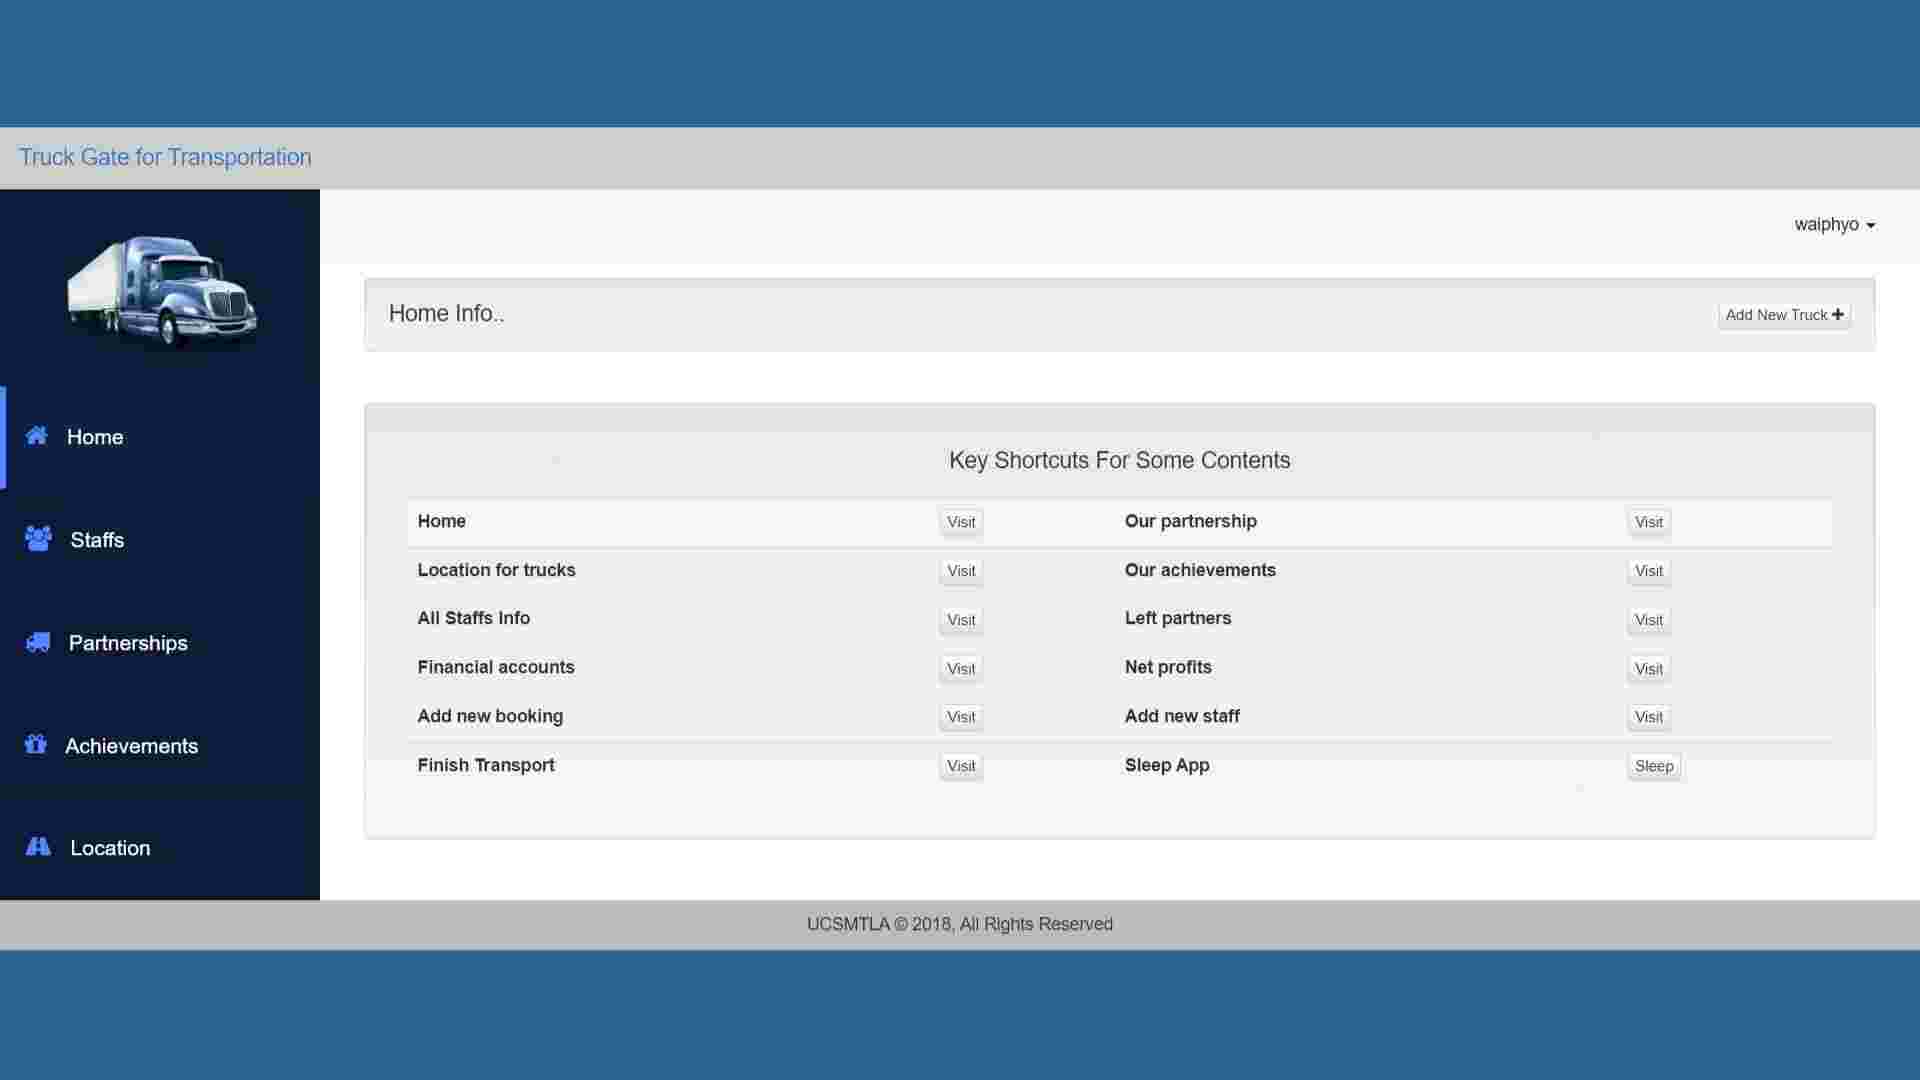 Truck Gate for Transportation
waiphyo
Home Info..
Add New Truck
Home
Staffs
Partnerships
Achievements
Location
Key Shortcuts For Some Contents
Home Visit Our partnership Visit
Location for trucks Visit Our achievements Visit
All Staffs Info Visit Left partners Visit
Financial accounts Visit Net profits Visit
Add new booking Visit Add new staff Visit
Finish Transport Visit Sleep App Sleep
UCSMTLA © 2018, All Rights Reserved